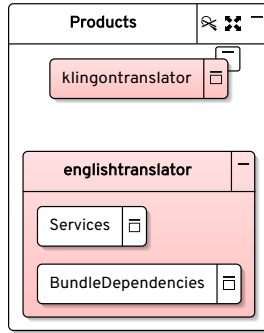 Products
klingontranslator
englishtranslator
Services
BundleDependencies